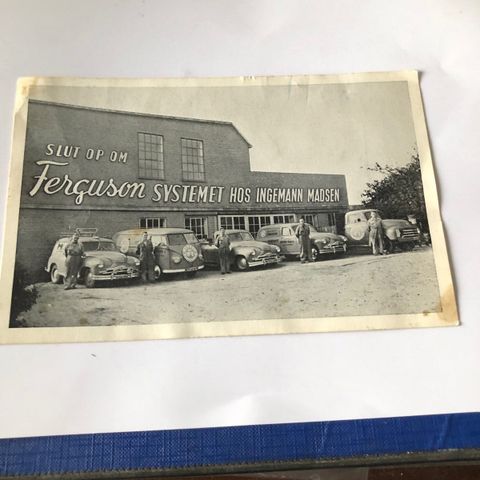 SLUT OP OM
Ferguson SYSTEMET HOS INGEMANN MADSEN